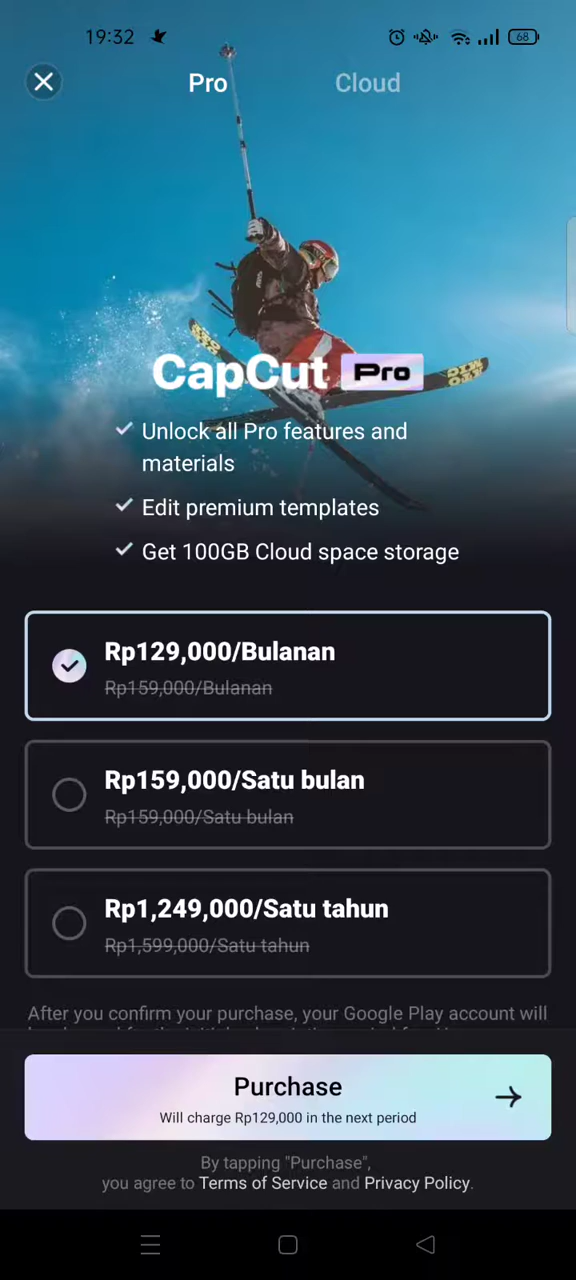 19:32
68
Pro Cloud
CapCut Pro
Unlock all Pro features and
materials
Edit premium templates
Get 100GB Cloud space storage
Rp129,000/Bulanan
Rp159,000/Bulanan
Rp159,000/Satu bulan
Rp159,000/Satu bulan
Rp1,249,000/Satu tahun
Rp1,599,000/Satu tahun
After you confirm your purchase, your Google Play account will
Purchase
Will charge Rp129,000 in the next period
By tapping "Purchase",
you agree to Terms of Service and Privacy Policy.